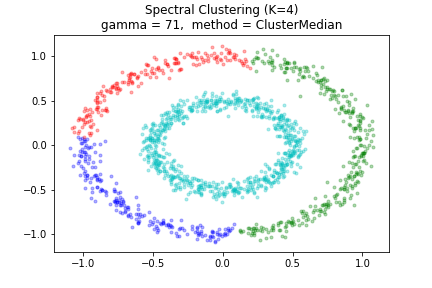 Spectral Clustering (K=4)
gamma = 71,  method = ClusterMedian
1.0
0.5
0.0
−0.5
−1.0
−1.0 −0.5 0.0 0.5 1.0